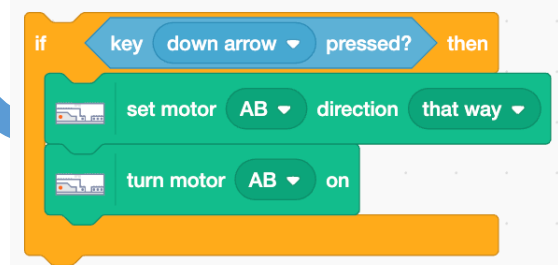 if key down arrow pressed? then
set motor AB direction that way
turn motor AB on